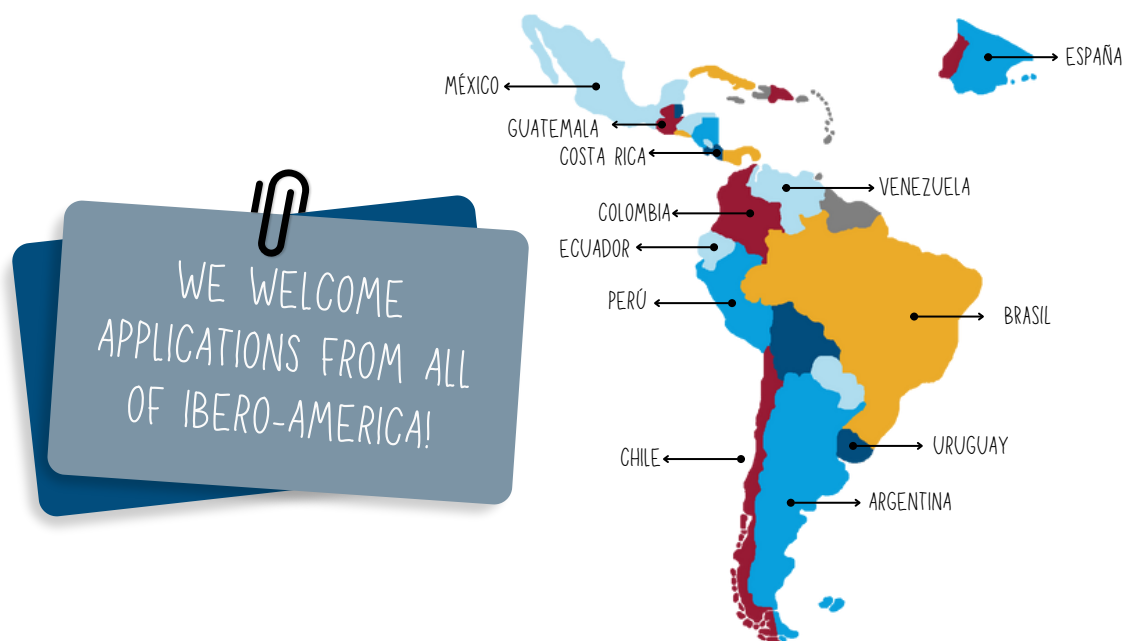 WE WELCOME
APPLICATIONS FROM ALL
OF IBERO-AMERICA!
MÉXICO
GUATEMALA
COSTA RICA
COLOMBIA
ECUADOR
PERÚ
CHILE
ESPAÑA
VENEZUELA
BRASIL
URUGUAY
ARGENTINA